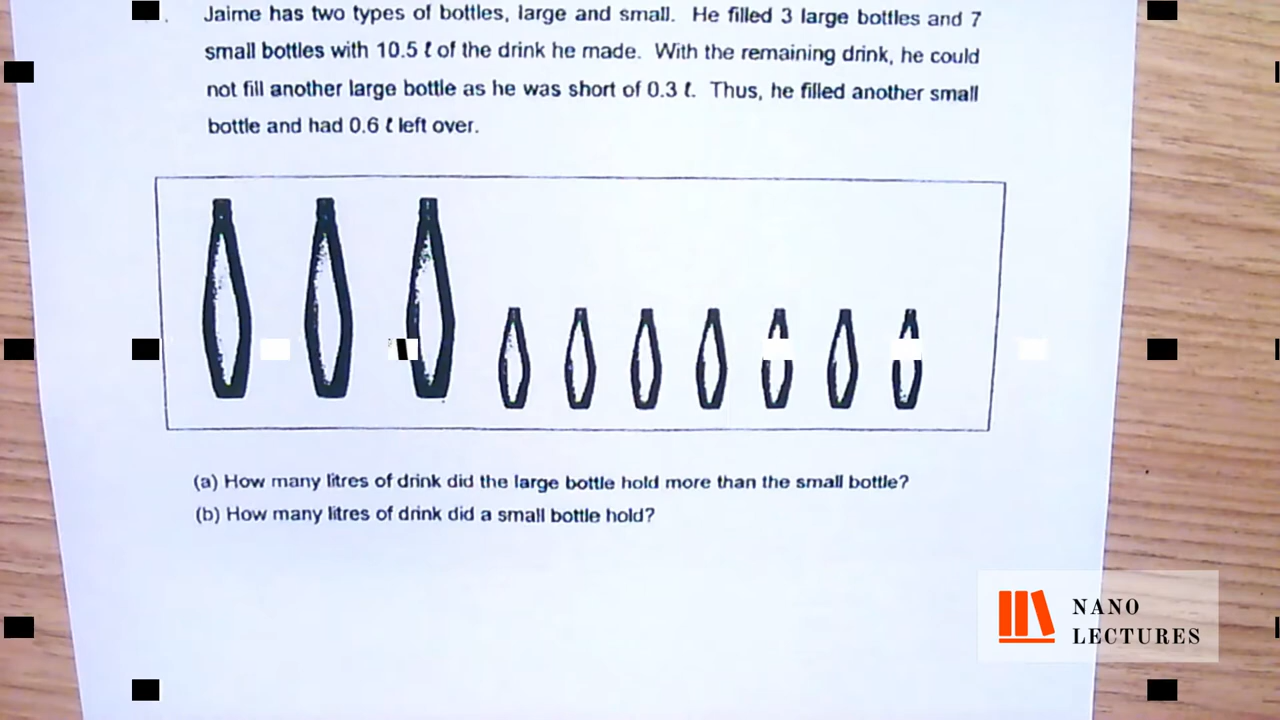 Jaime has two types of bottles, large and small. He filled 3 large bottles and 7
small bottles with 10.5 ℓ of the drink he made. With the remaining drink, he could
not fill another large bottle as he was short of 0.3 ℓ. Thus, he filled another small
bottle and had 0.6 ℓ left over.
(a) How many litres of drink did the large bottle hold more than the small bottle?
(b) How many litres of drink did a small bottle hold?
NANO
LECTURES